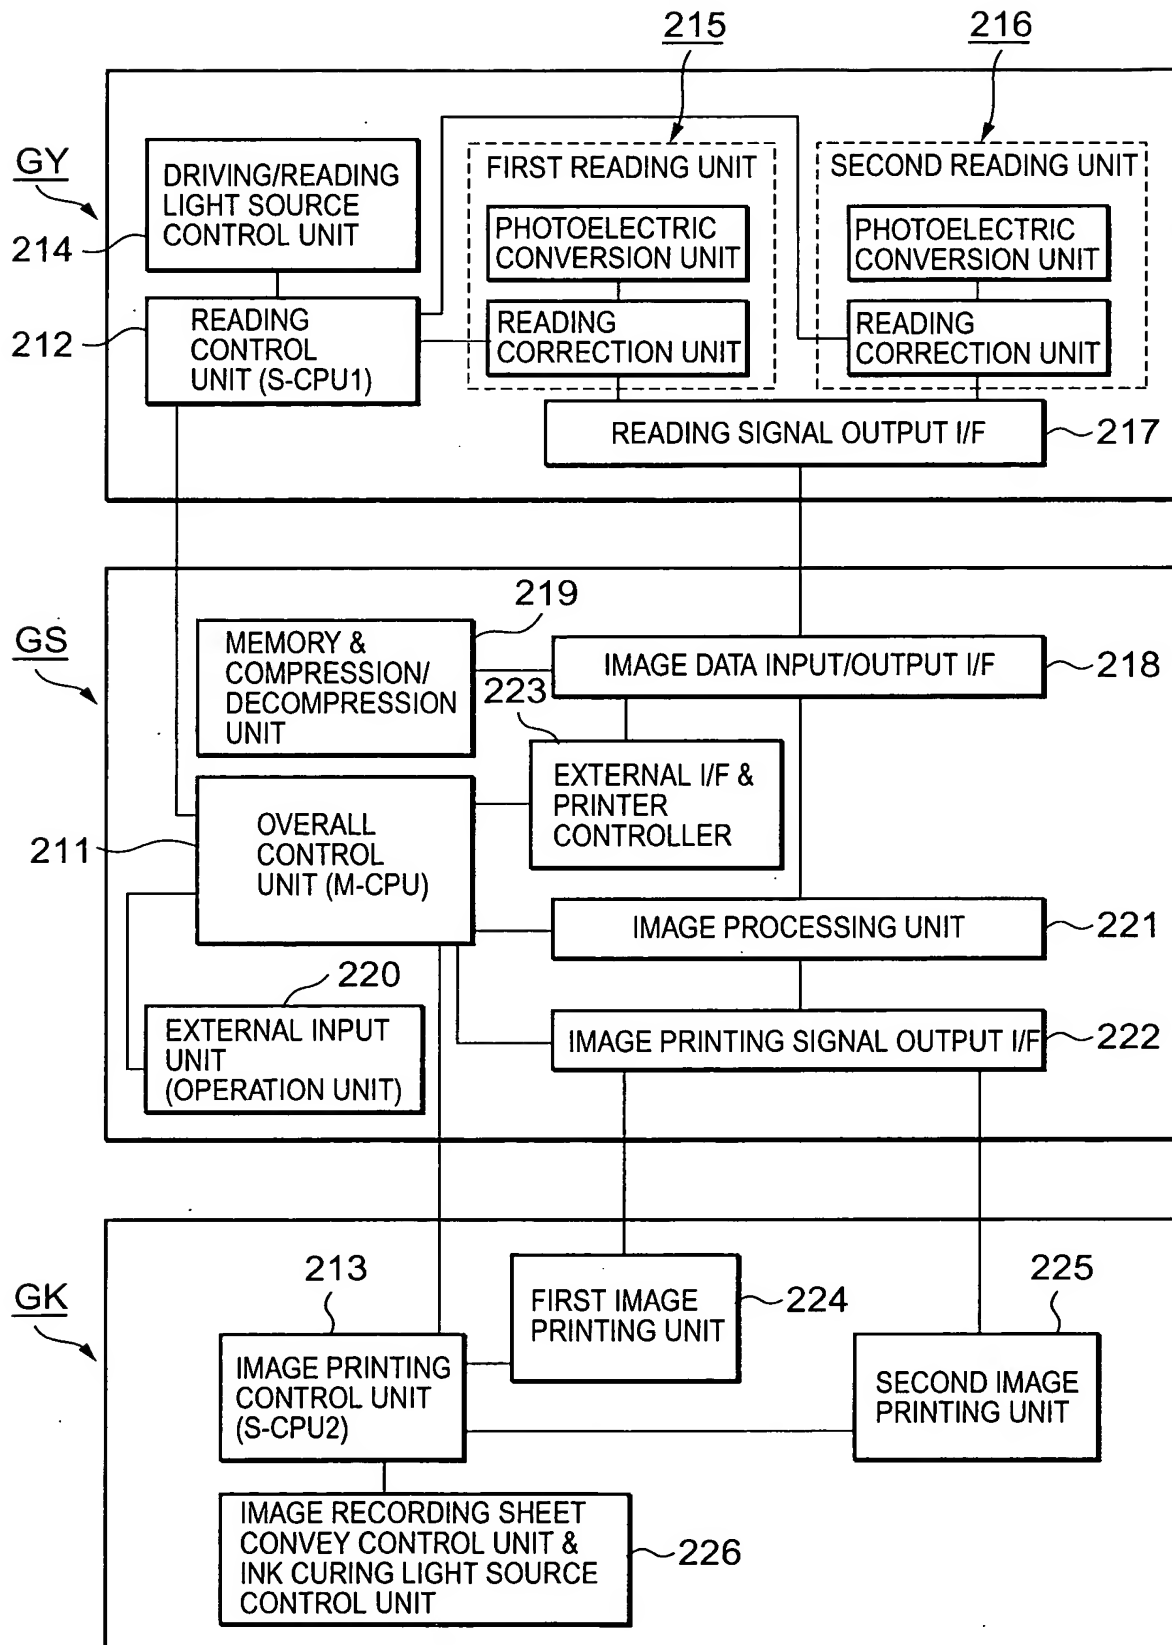 215
216
GY
DRIVING/READING
LIGHT SOURCE
CONTROL UNIT
214
READING
CONTROL
UNIT (S-CPU1)
212
FIRST READING UNIT
PHOTOELECTRIC
CONVERSION UNIT
READING
CORRECTION UNIT
SECOND READING UNIT
PHOTOELECTRIC
CONVERSION UNIT
READING
CORRECTION UNIT
READING SIGNAL OUTPUT I/F
217
GS
219
MEMORY &
COMPRESSION/
DECOMPRESSION
UNIT
IMAGE DATA INPUT/OUTPUT I/F
218
223
EXTERNAL I/F &
PRINTER
CONTROLLER
OVERALL
CONTROL
UNIT (M-CPU)
211
IMAGE PROCESSING UNIT
221
220
EXTERNAL INPUT
UNIT
(OPERATION UNIT)
IMAGE PRINTING SIGNAL OUTPUT I/F
222
GK
213
IMAGE PRINTING
CONTROL UNIT
(S-CPU2)
FIRST IMAGE
PRINTING UNIT
224
225
SECOND IMAGE
PRINTING UNIT
IMAGE RECORDING SHEET
CONVEY CONTROL UNIT &
INK CURING LIGHT SOURCE
CONTROL UNIT
226